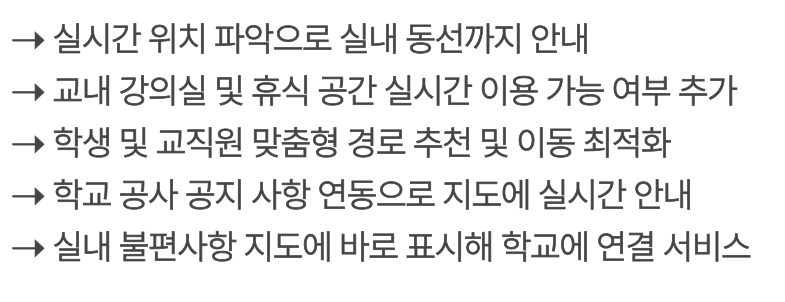 → 실시간 위치 파악으로 실내 동선까지 안내
→ 교내 강의실 및 휴식 공간 실시간 이용 가능 여부 추가
→ 학생 및 교직원 맞춤형 경로 추천 및 이동 최적화
→ 학교 공사 공지 사항 연동으로 지도에 실시간 안내
→ 실내 불편사항 지도에 바로 표시해 학교에 연결 서비스